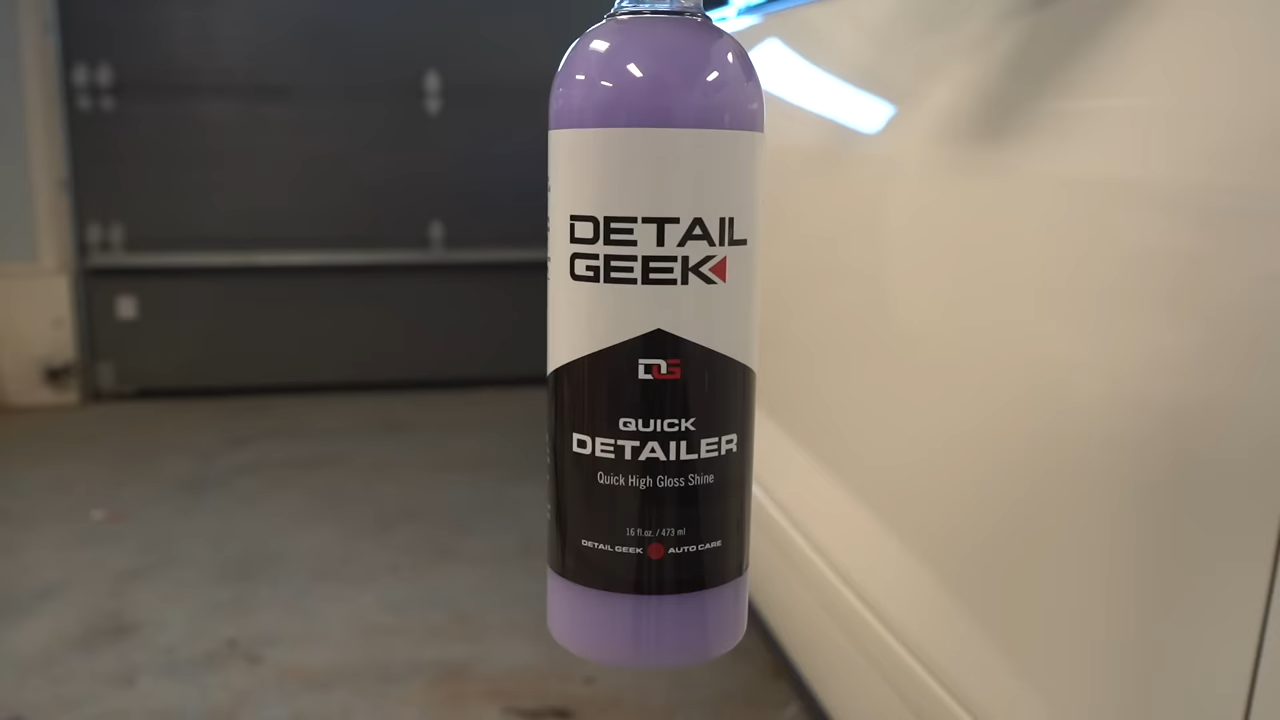 DETAIL
GEEK
DG
QUICK
DETAILER
Quick High Gloss Shine
16 fl.oz. / 473 ml
DETAIL GEEK AUTO CARE